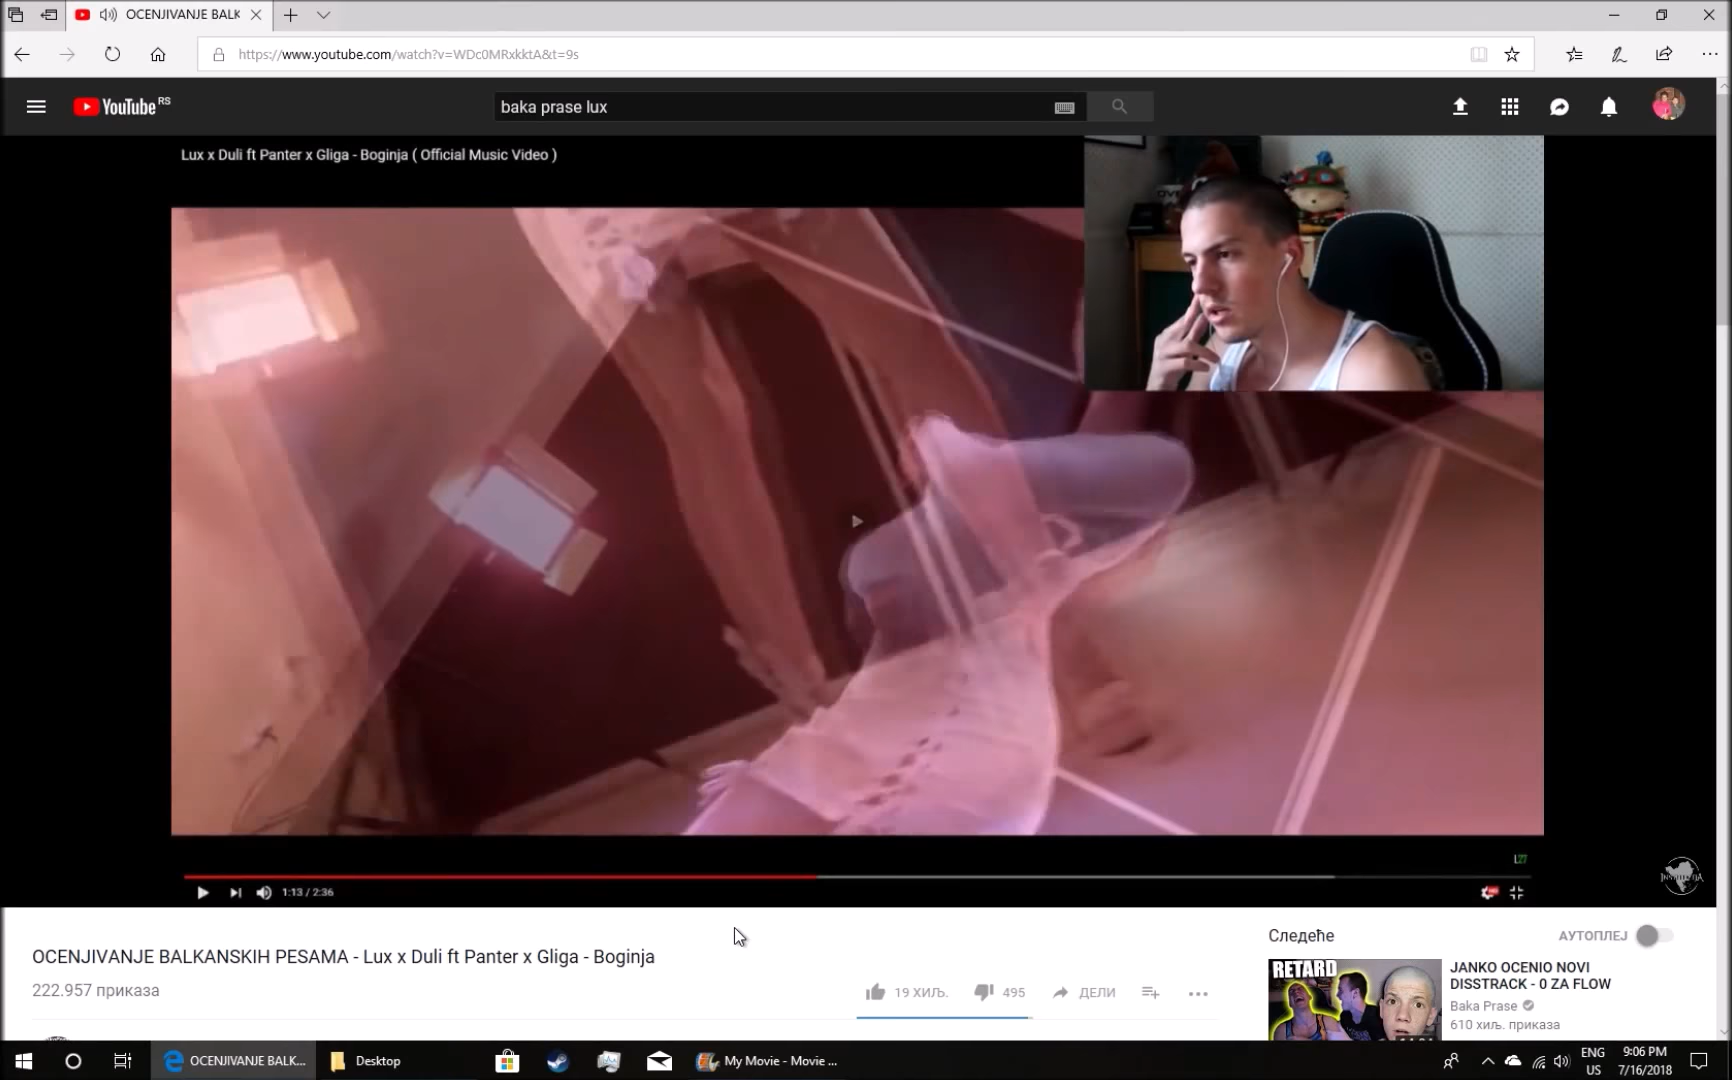 OCENJIVANJE BALK
https://www.youtube.com/watch?v=WDc0MRxkktA&t=9s
YouTube RS
baka prase lux
Lux x Duli ft Panter x Gliga - Boginja ( Official Music Video )
1:13 / 2:36
OCENJIVANJE BALKANSKIH PESAMA - Lux x Duli ft Panter x Gliga - Boginja
222.957 приказа
19 ХИЉ.
495
ДЕЛИ
Следеће
АУТОПЛЕЈ
RETARD
JANKO OCENIO NOVI
DISSTRACK - 0 ZA FLOW
Baka Prase
610 хиљ. приказа
OCENJIVANJE BALK...
Desktop
My Movie - Movie ...
ENG
US
9:06 PM
7/16/2018